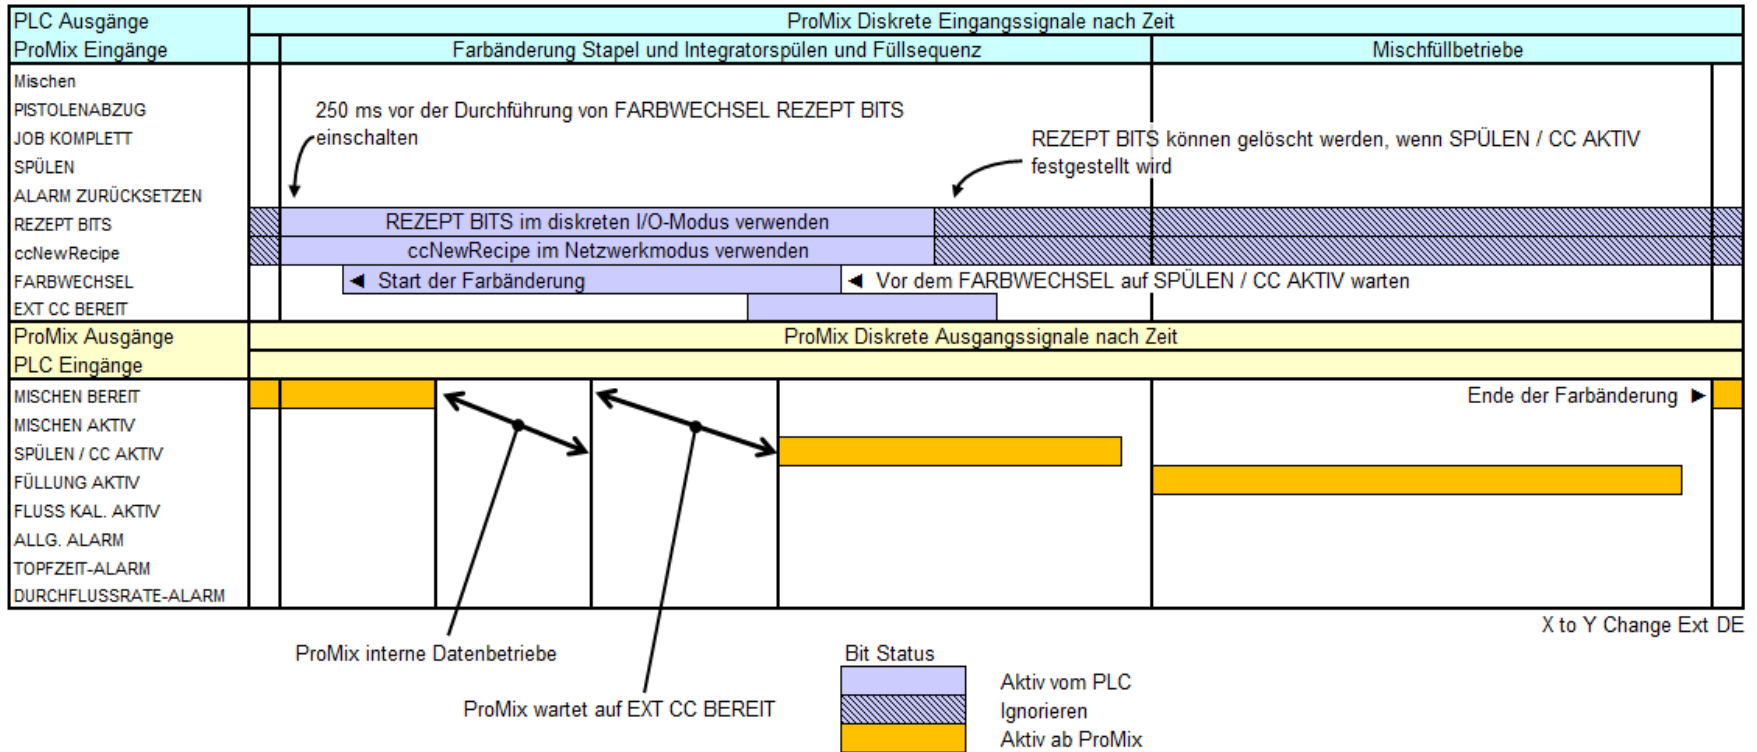 PLC Ausgänge
ProMix Diskrete Eingangssignale nach Zeit
ProMix Eingänge
Farbänderung Stapel und Integratorspülen und Füllsequenz
Mischfüllbetriebe
Mischen
PISTOLENABZUG
250 ms vor der Durchführung von FARBWECHSEL REZEPT BITS
einschalten
JOB KOMPLETT
REZEPT BITS können gelöscht werden, wenn SPÜLEN / CC AKTIV
festgestellt wird
SPÜLEN
ALARM ZURÜCKSETZEN
REZEPT BITS
REZEPT BITS im diskreten I/O-Modus verwenden
ccNewRecipe
ccNewRecipe im Netzwerkmodus verwenden
FARBWECHSEL
◄ Start der Farbänderung
◄ Vor dem FARBWECHSEL auf SPÜLEN / CC AKTIV warten
EXT CC BEREIT
ProMix Ausgänge
ProMix Diskrete Ausgangssignale nach Zeit
PLC Eingänge
MISCHEN BEREIT
Ende der Farbänderung ►
MISCHEN AKTIV
SPÜLEN / CC AKTIV
FÜLLUNG AKTIV
FLUSS KAL. AKTIV
ALLG. ALARM
TOPFZEIT-ALARM
DURCHFLUSSRATE-ALARM
X to Y Change Ext DE
ProMix interne Datenbetriebe
ProMix wartet auf EXT CC BEREIT
Bit Status
Aktiv vom PLC
Ignorieren
Aktiv ab ProMix